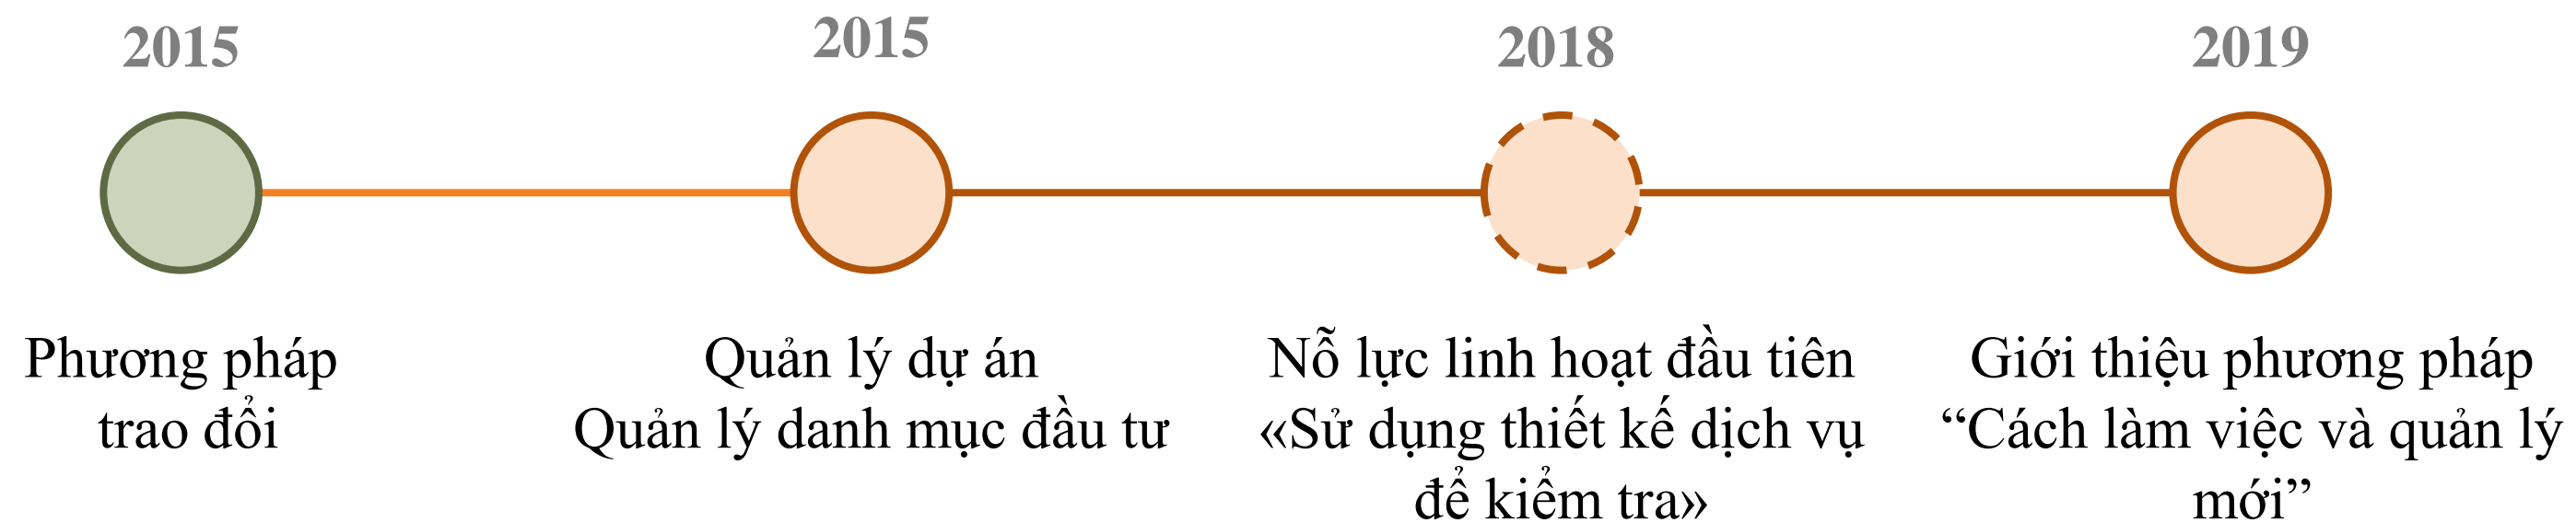 2015
Phương pháp
trao đổi
2015
Quản lý dự án
Quản lý danh mục đầu tư
2018
Nỗ lực linh hoạt đầu tiên
«Sử dụng thiết kế dịch vụ
để kiểm tra»
2019
Giới thiệu phương pháp
“Cách làm việc và quản lý
mới”